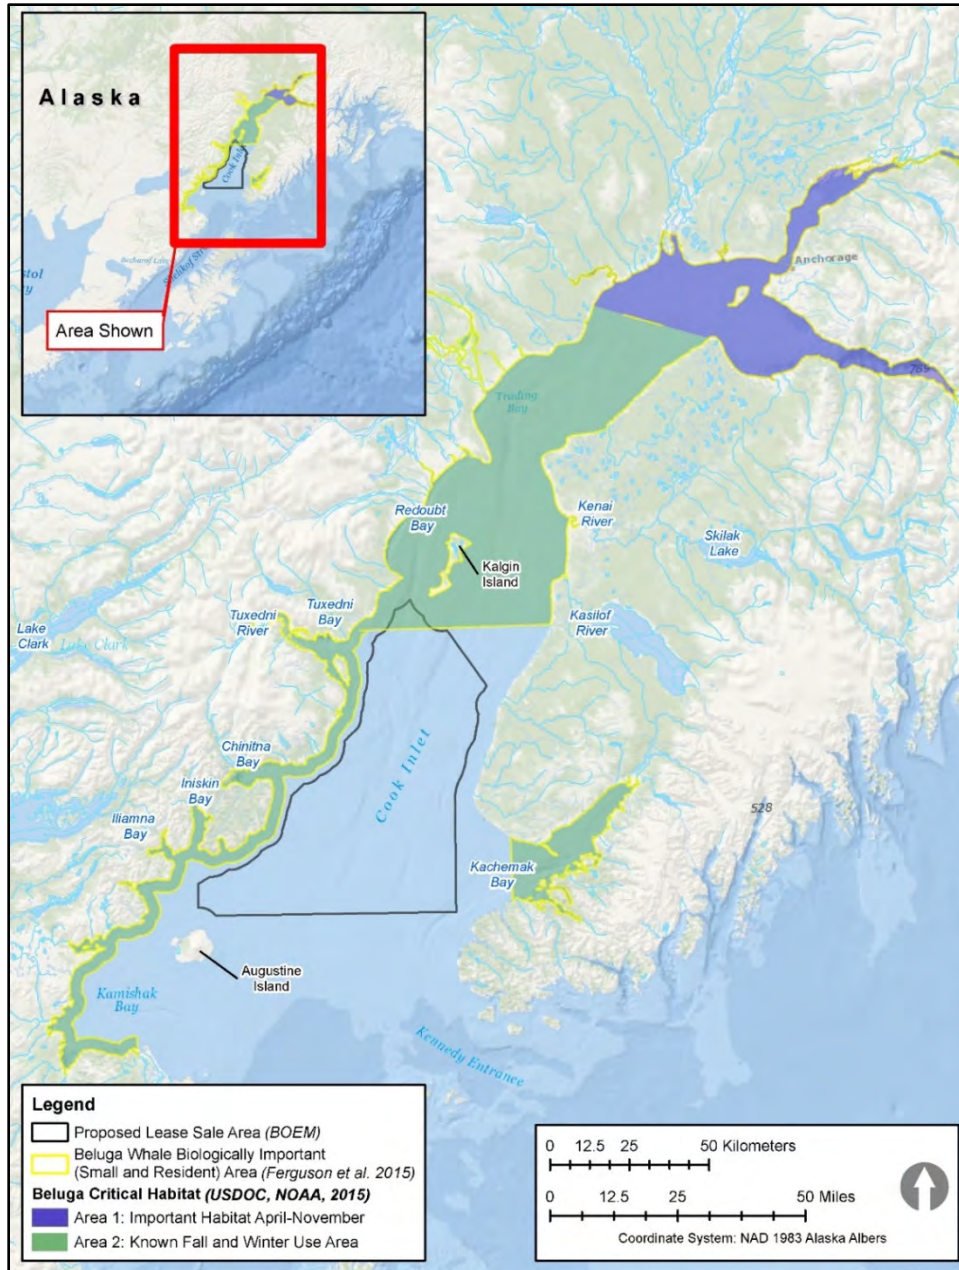 Alaska
Cook Inlet
Area Shown
Anchorage
Trading
Bay
Redoubt
Bay
Kenai
River
Skilak
Lake
Kalgin
Island
Tuxedni
Bay
Tuxedni
River
Kasilof
River
Lake
Clark
Lake Clark
Chinitna
Bay
Iniskin
Bay
Iliamna
Bay
Cook Inlet
528
Kachemak
Bay
Augustine
Island
Kamishak
Bay
Kennedy Entrance
Legend
Proposed Lease Sale Area (BOEM)
Beluga Whale Biologically Important
(Small and Resident) Area (Ferguson et al. 2015)
Beluga Critical Habitat (USDOC, NOAA, 2015)
Area 1: Important Habitat April-November
Area 2: Known Fall and Winter Use Area
0 12.5 25 50 Kilometers
0 12.5 25 50 Miles
Coordinate System: NAD 1983 Alaska Albers